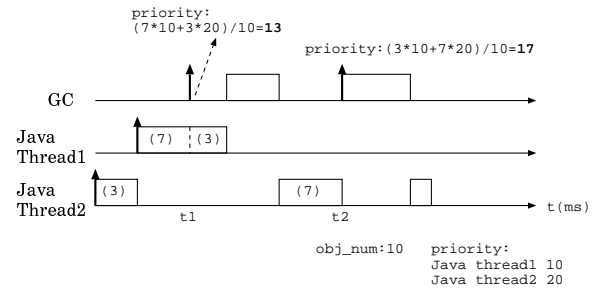 priority:
(7*10+3*20)/10=13
priority:(3*10+7*20)/10=17
GC
Java
Thread1
(7) (3)
Java
Thread2
(3) (7)
t1 t2 t(ms)
obj_num:10 priority:
Java thread1 10
Java thread2 20